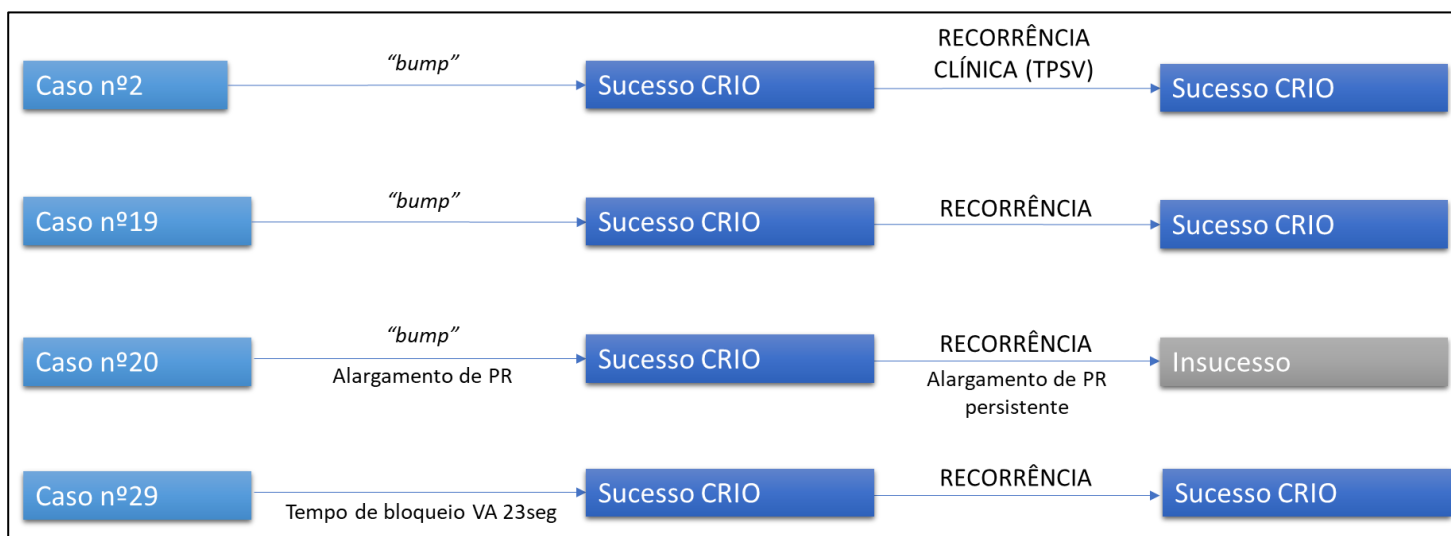 Caso nº2
“bump”
Sucesso CRIO
RECORRÊNCIA
CLÍNICA (TPSV)
Sucesso CRIO
Caso nº19
“bump”
Sucesso CRIO
RECORRÊNCIA
Sucesso CRIO
Caso nº20
“bump”
Alargamento de PR
Sucesso CRIO
RECORRÊNCIA
Alargamento de PR
persistente
Insucesso
Caso nº29
Tempo de bloqueio VA 23seg
Sucesso CRIO
RECORRÊNCIA
Sucesso CRIO